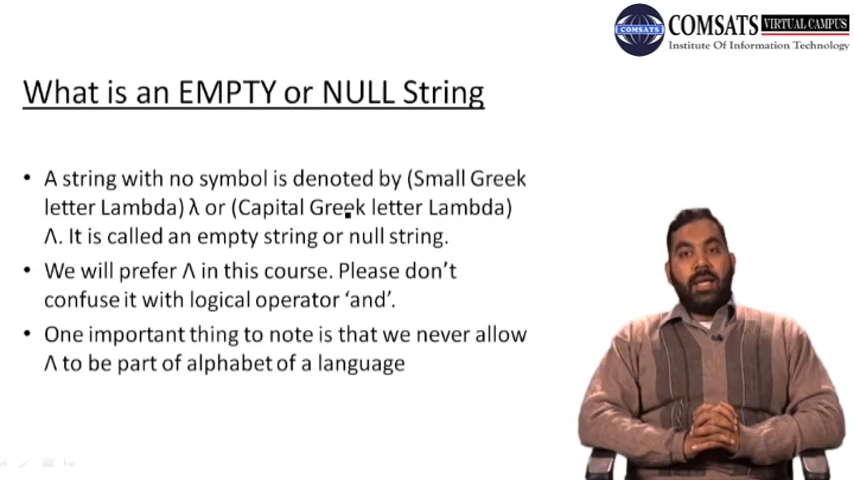 COMSATS VIRTUAL CAMPUS
COMSATS
Institute Of Information Technology
What is an EMPTY or NULL String
• A string with no symbol is denoted by (Small Greek
letter Lambda) λ or (Capital Greek letter Lambda)
Λ. It is called an empty string or null string.
• We will prefer Λ in this course. Please don't
confuse it with logical operator ‘and’.
• One important thing to note is that we never allow
Λ to be part of alphabet of a language